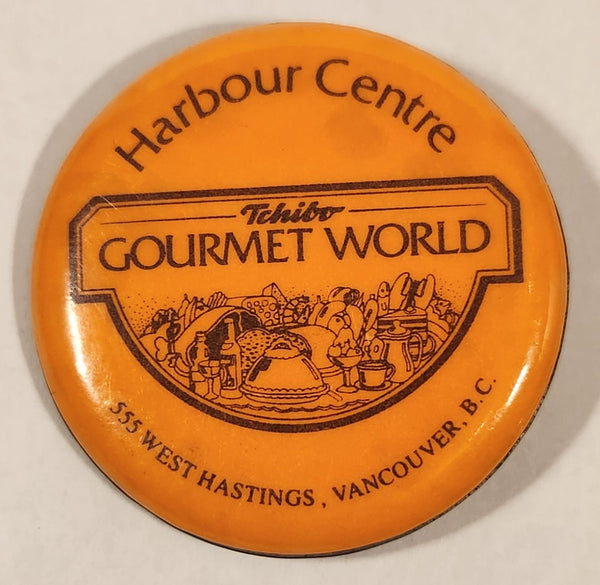 Harbour Centre
Tchibo
GOURMET WORLD
555 WEST HASTINGS, VANCOUVER, B.C.